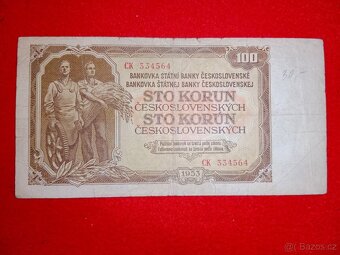 100
CK 334564
BANKOVKA STÁTNÍ BANKY ČESKOSLOVENSKÉ
BANKOVKA ŠTÁTNEJ BANKY ČESKOSLOVENSKEJ
STO KORUN
ČESKOSLOVENSKÝCH
STO KORÚN
ČESKOSLOVENSKÝCH
CK 334564
1953
Bazos.cz